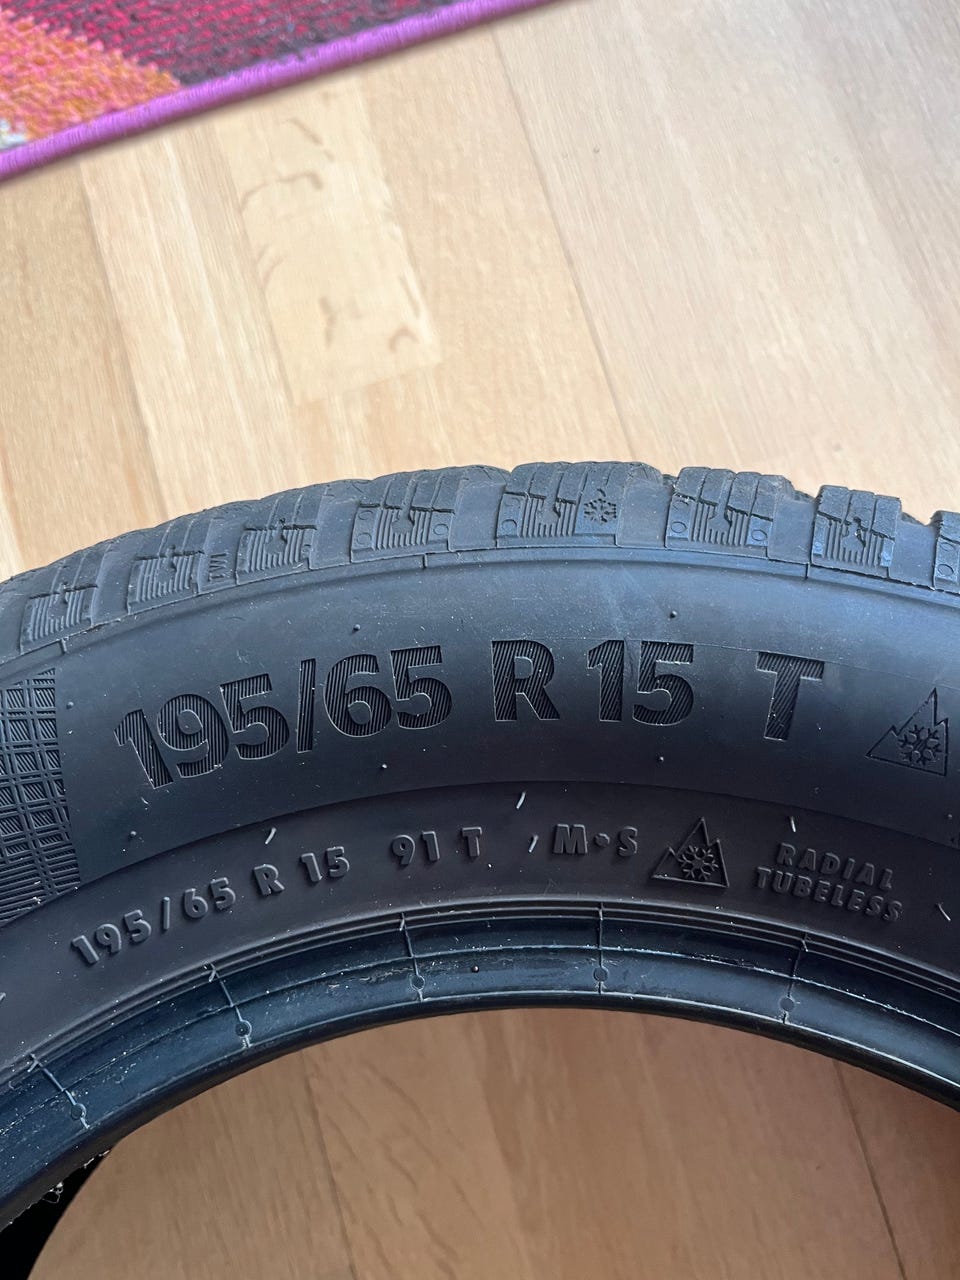 195/65 R 15 T
195/65 R 15 91 T M•S RADIAL
TUBELESS